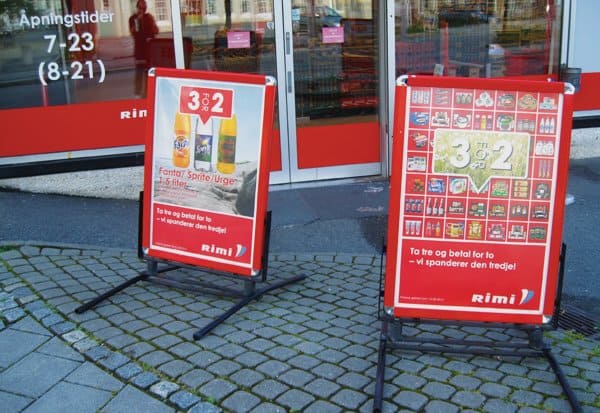 Åpningstider
7-23
(8-21)
Rimi
3 FOR 2
Fanta/ Sprite/Urge
1,5 liter
Ta tre og betal for to
– vi spanderer den tredje!
Rimi
3 FOR 2
Ta tre og betal for to
– vi spanderer den tredje!
Rimi